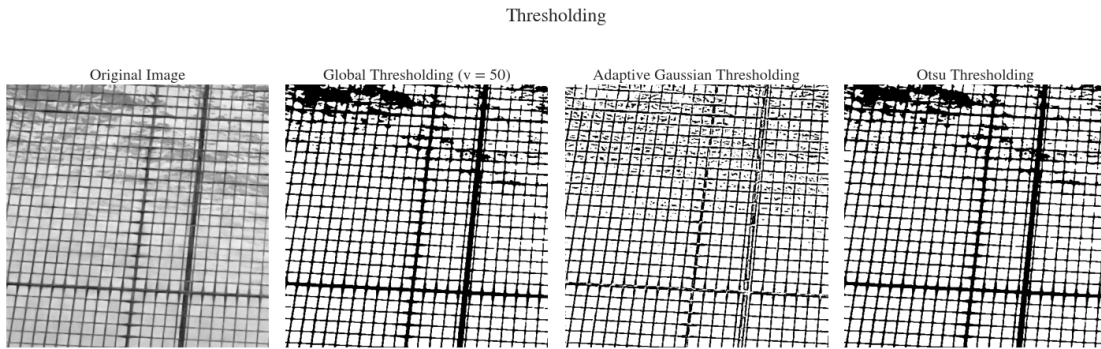 Thresholding
Original Image
Global Thresholding (v = 50)
Adaptive Gaussian Thresholding
Otsu Thresholding